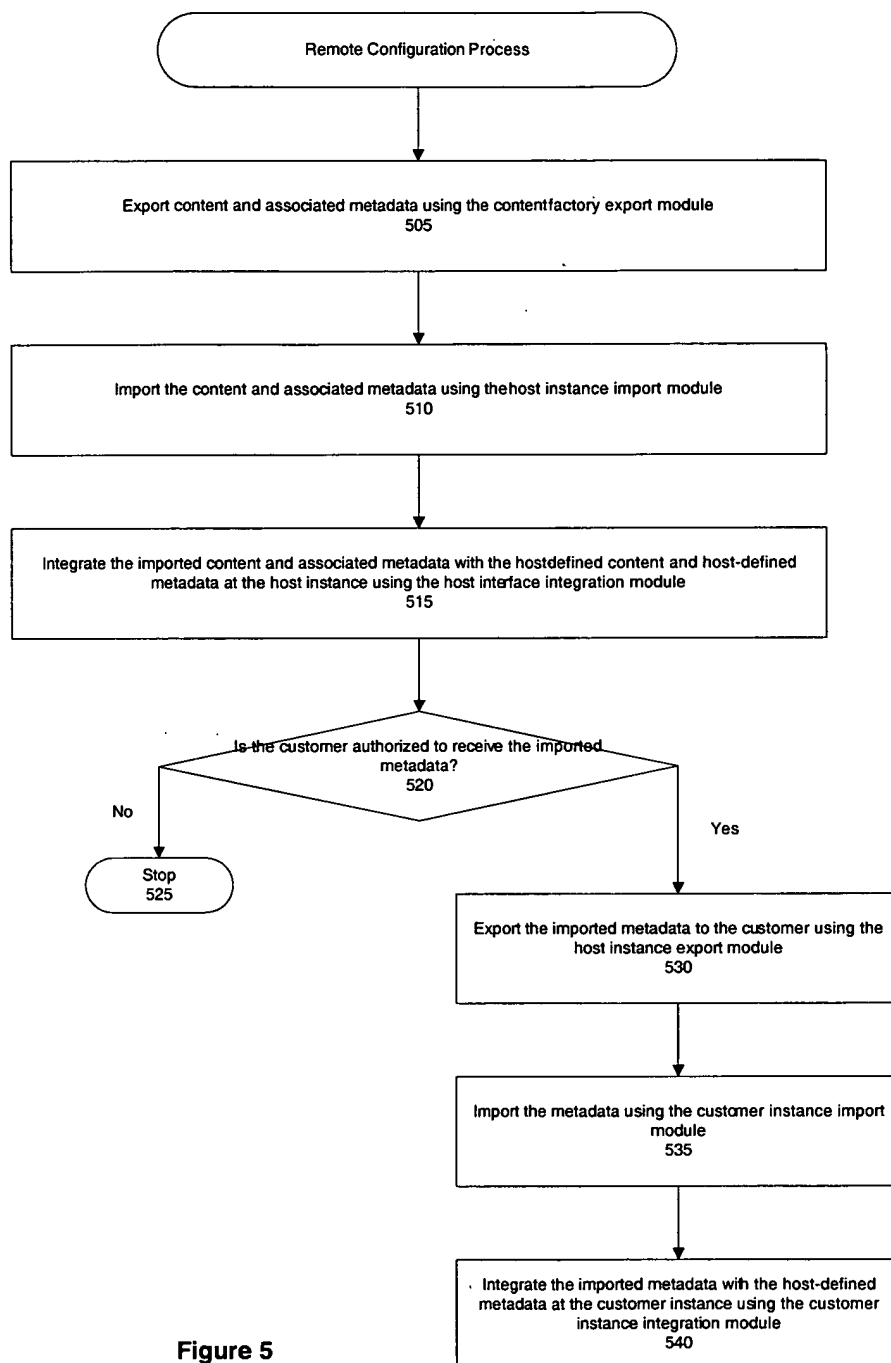 Remote Configuration Process
Export content and associated metadata using the contentfactory export module
505
Import the content and associated metadata using thehost instance import module
510
Integrate the imported content and associated metadata with the hostdefined content and host-defined
metadata at the host instance using the host interface integration module
515
Is the customer authorized to receive the imported
metadata?
520
No
Yes
Stop
525
Export the imported metadata to the customer using the
host instance export module
530
Import the metadata using the customer instance import
module
535
Integrate the imported metadata with the host-defined
metadata at the customer instance using the customer
instance integration module
540
Figure 5